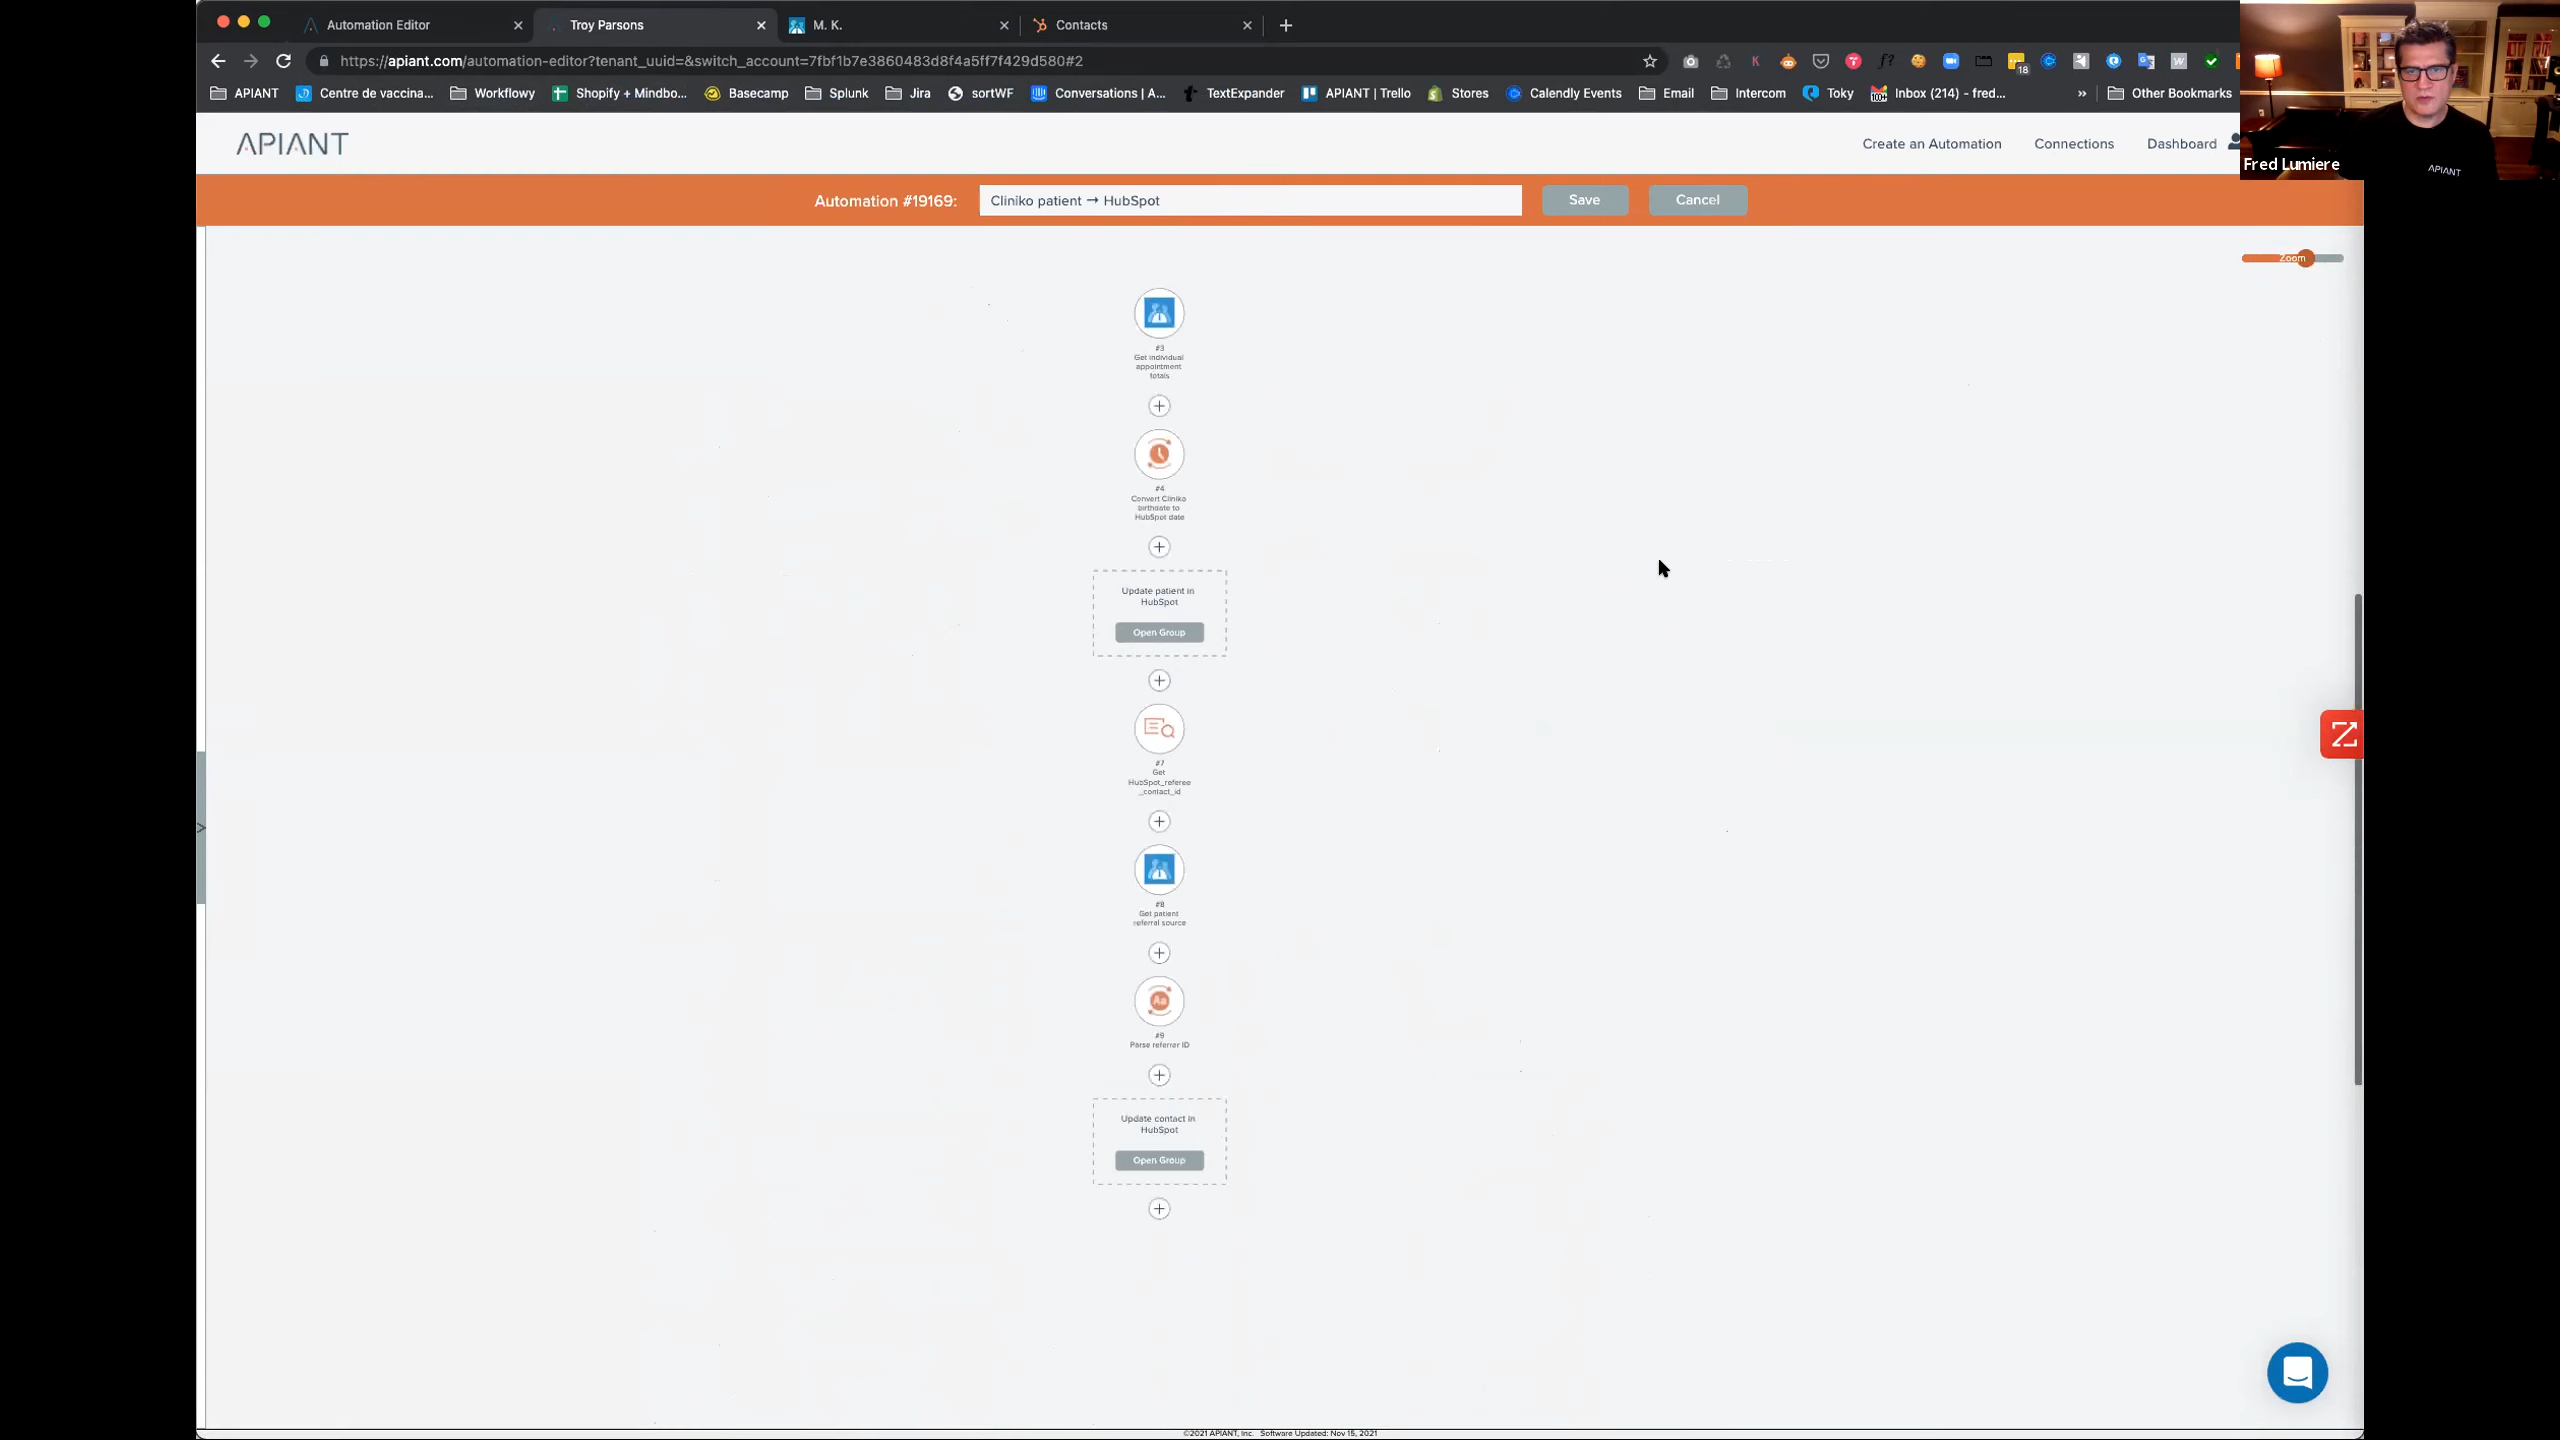 Automation Editor
Troy Parsons
M. K.
Contacts
https://apiant.com/automation-editor?tenant_uuid=&switch_account=7fbf1b7e3860483d8f4a5ff7f429d580#2
18
APIANT
Centre de vaccina...
Workflowy
Shopify + Mindbo...
Basecamp
Splunk
Jira
sortWF
Conversations | A...
TextExpander
APIANT | Trello
Stores
Calendly Events
Email
Intercom
Toky
Inbox (214) - fred...
»
Other Bookmarks
APIANT
Create an Automation
Connections
Dashboard
Fred Lumiere
APIANT
Automation #19169:
Cliniko patient → HubSpot
Save
Cancel
Zoom
#3
Get individual
appointment
totals
#4
Convert Cliniko
birthdate to
HubSpot date
Update patient in
HubSpot
Open Group
#7
Get
HubSpot_referee
_contact_id
#8
Get patient
referral source
Aa
#9
Parse referrer ID
Update contact in
HubSpot
Open Group
©2021 APIANT, Inc. Software Updated: Nov 15, 2021